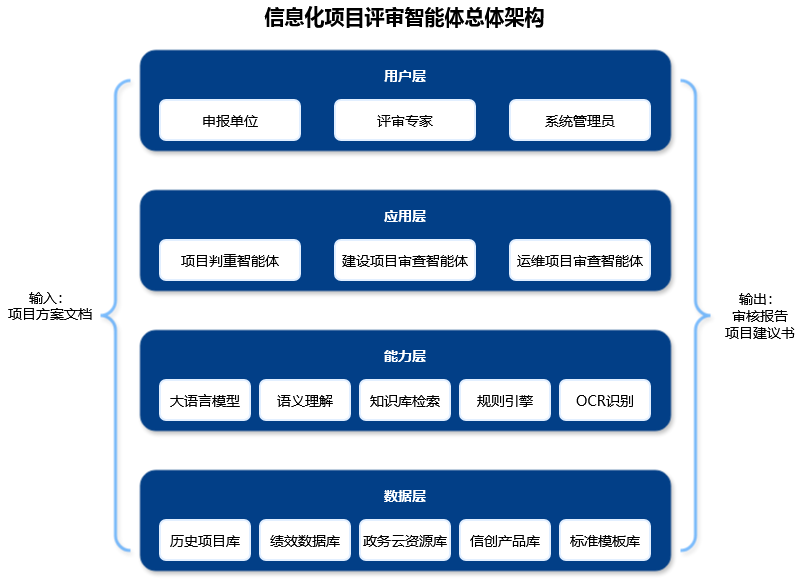 信息化项目评审智能体总体架构
用户层
申报单位
评审专家
系统管理员
应用层
项目判重智能体
建设项目审查智能体
运维项目审查智能体
输入：
项目方案文档
输出：
审核报告
项目建议书
能力层
大语言模型
语义理解
知识库检索
规则引擎
OCR识别
数据层
历史项目库
绩效数据库
政务云资源库
信创产品库
标准模板库